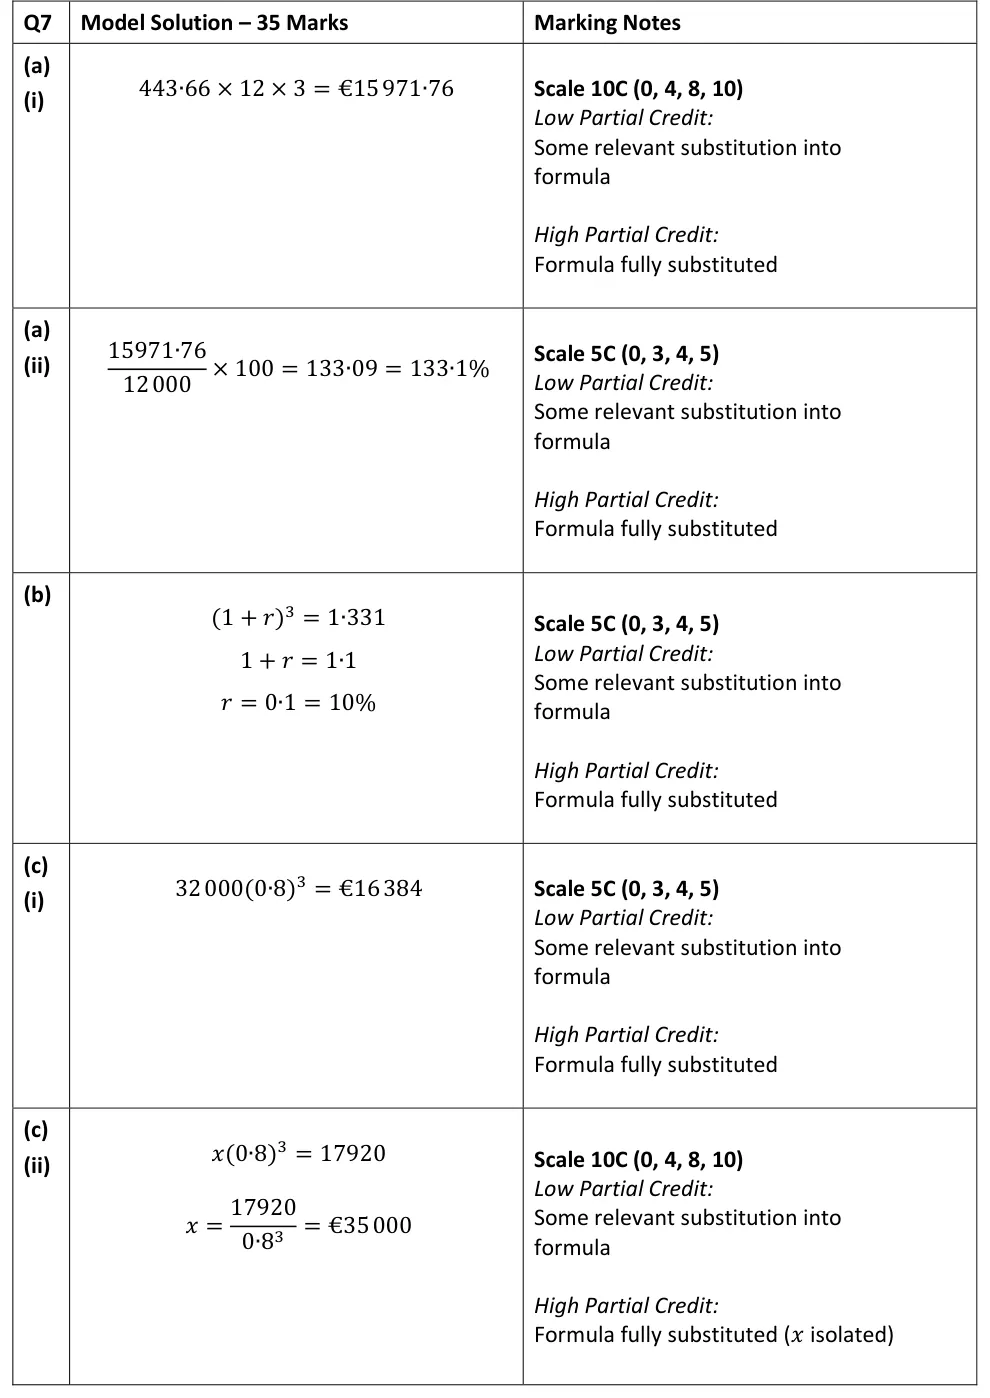 Q7 Model Solution – 35 Marks Marking Notes
(a)
(i)
443·66 × 12 × 3 = €15 971·76
Scale 10C (0, 4, 8, 10)
Low Partial Credit:
Some relevant substitution into
formula
High Partial Credit:
Formula fully substituted
(a)
(ii)
15971·76
12 000
× 100 = 133·09 = 133·1%
Scale 5C (0, 3, 4, 5)
Low Partial Credit:
Some relevant substitution into
formula
High Partial Credit:
Formula fully substituted
(b)
(1 + 𝑟)³ = 1·331
1 + 𝑟 = 1·1
𝑟 = 0·1 = 10%
Scale 5C (0, 3, 4, 5)
Low Partial Credit:
Some relevant substitution into
formula
High Partial Credit:
Formula fully substituted
(c)
(i)
32 000(0·8)³ = €16 384
Scale 5C (0, 3, 4, 5)
Low Partial Credit:
Some relevant substitution into
formula
High Partial Credit:
Formula fully substituted
(c)
(ii)
𝑥(0·8)³ = 17920
𝑥 = 17920 / 0·8³ = €35 000
Scale 10C (0, 4, 8, 10)
Low Partial Credit:
Some relevant substitution into
formula
High Partial Credit:
Formula fully substituted (𝑥 isolated)